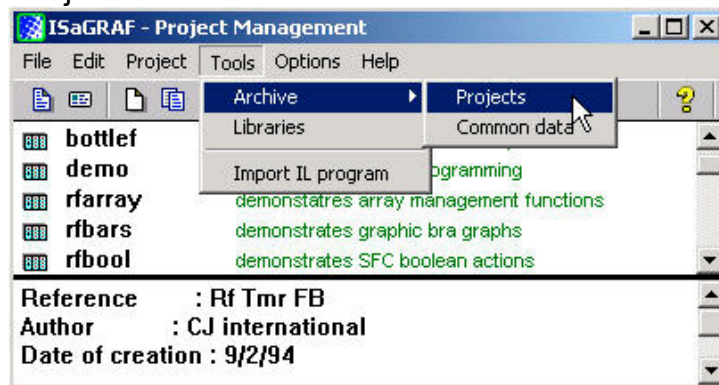 ISaGRAF - Project Management
File Edit Project Tools Options Help
Archive Projects
Libraries Common data
Import IL program
bottlef
demo ogramming
rfarray demonstatres array management functions
rfbars demonstrates graphic bra graphs
rfbool demonstrates SFC boolean actions
Reference : Rf Tmr FB
Author : CJ international
Date of creation : 9/2/94